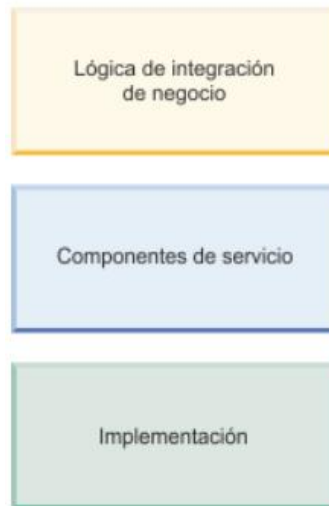 Lógica de integración
de negocio
Componentes de servicio
Implementación